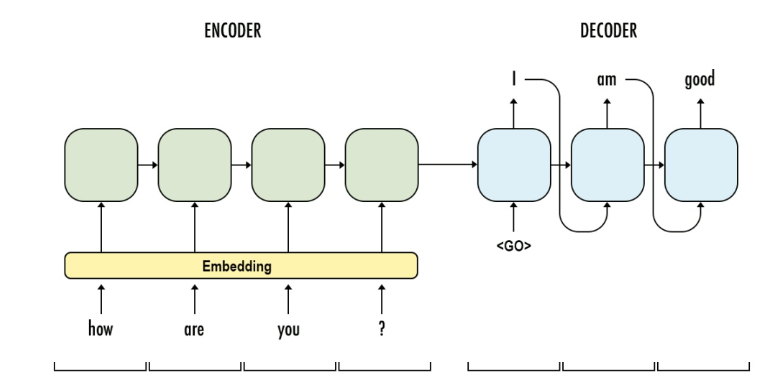 ENCODER DECODER
I am good
<GO>
Embedding
how are you ?